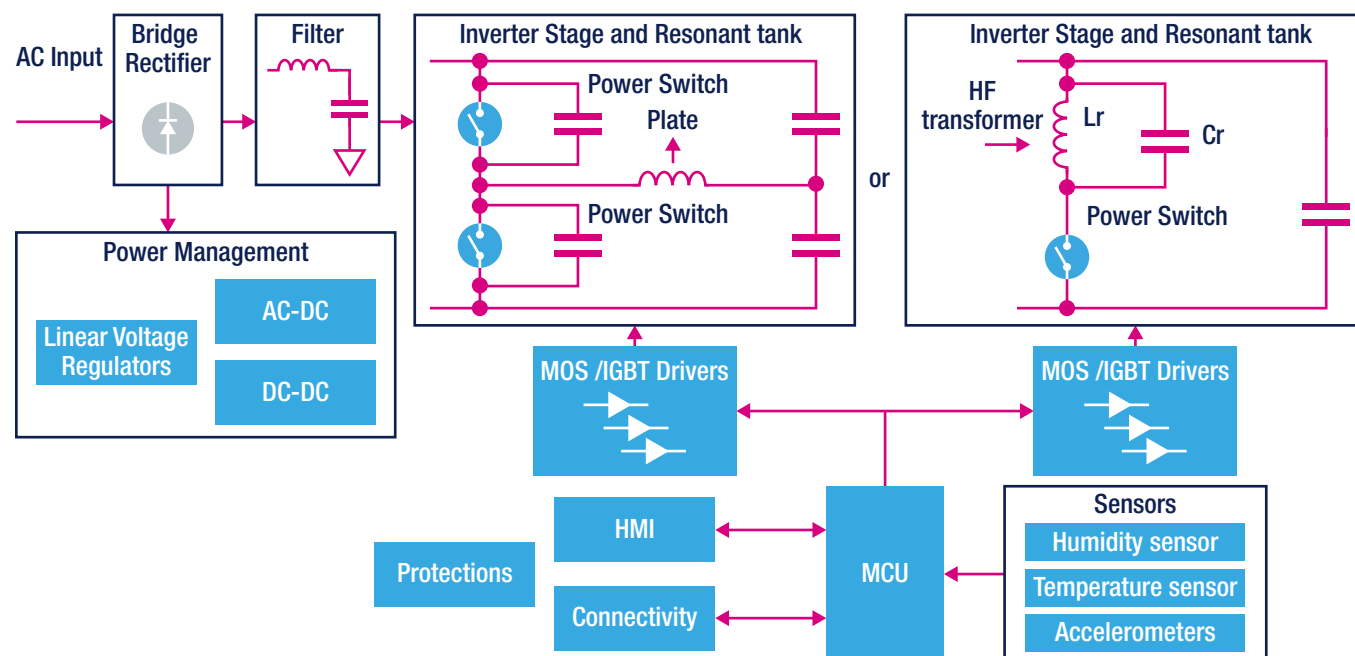 AC Input
Bridge
Rectifier
Filter
Inverter Stage and Resonant tank
Power Switch
Plate
Power Switch
or
Inverter Stage and Resonant tank
HF
transformer
Lr
Cr
Power Switch
Power Management
Linear Voltage
Regulators
AC-DC
DC-DC
MOS /IGBT Drivers
MOS /IGBT Drivers
Protections
HMI
Connectivity
MCU
Sensors
Humidity sensor
Temperature sensor
Accelerometers